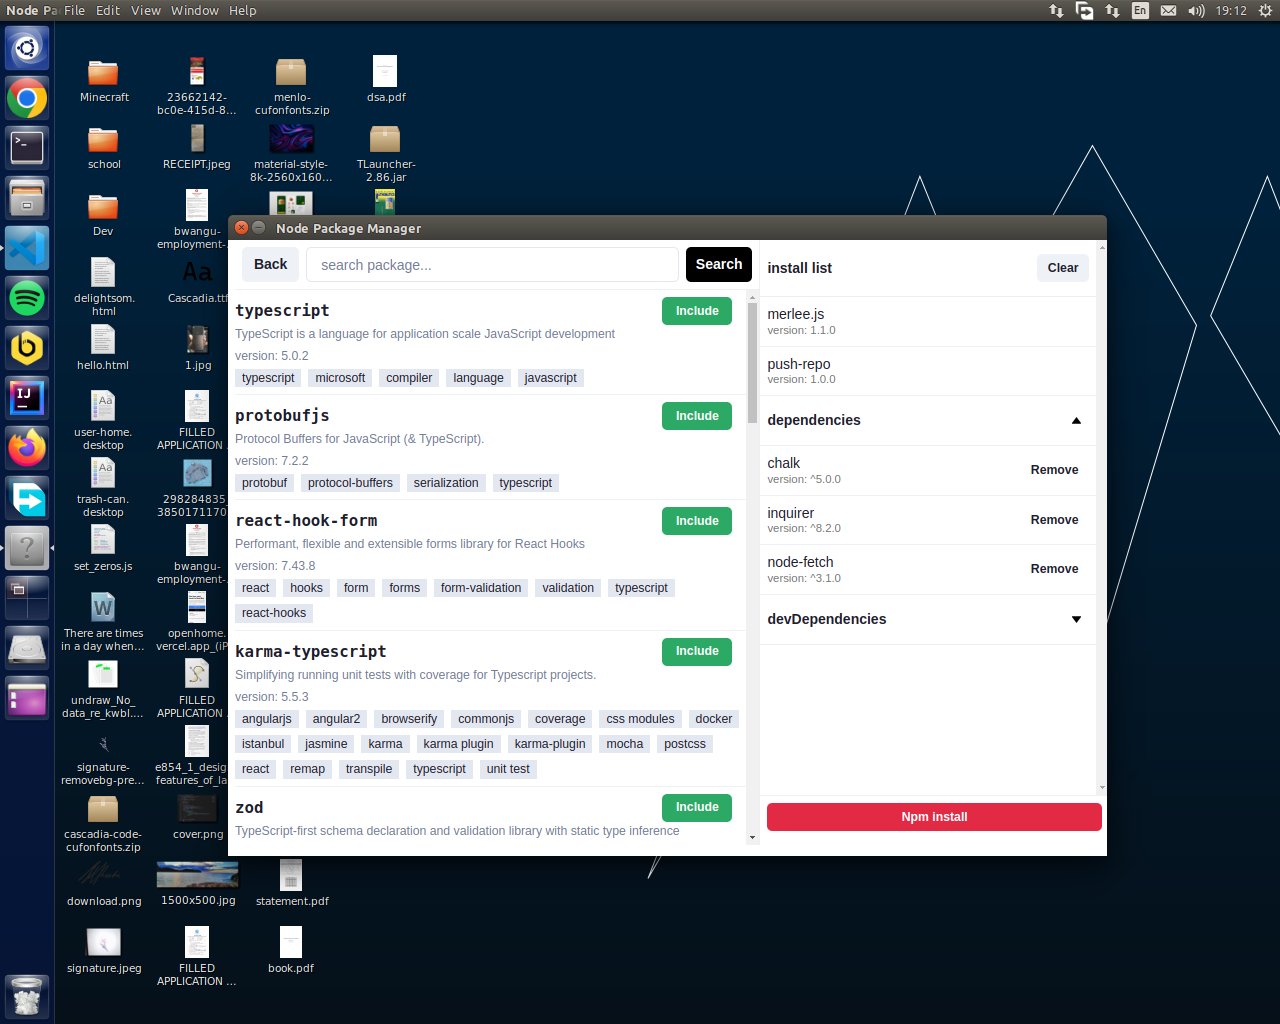 Node Pa File Edit View Window Help
En 19:12
Minecraft
23662142-
bc0e-415d-8...
menlo-
cufonfonts.zip
dsa.pdf
school
RECEIPT.jpeg
material-style-
8k-2560x160...
TLauncher-
2.86.jar
Dev
bwangu-
employment-
delightsom.
html
Aa
Cascadia.ttf
hello.html
1.jpg
user-home.
desktop
FILLED
APPLICATION
trash-can.
desktop
298284835_
3850171170
set_zeros.js
bwangu-
employment-
There are times
in a day when...
openhome.
vercel.app_(iP
undraw_No_
data_re_kwbl....
FILLED
APPLICATION
signature-
removebg-pre...
e854_1_desig
features_of_la
cascadia-code-
cufonfonts.zip
cover.png
download.png
1500x500.jpg
statement.pdf
signature.jpeg
FILLED
APPLICATION ...
book.pdf
Node Package Manager
Back
search package...
Search
typescript
Include
TypeScript is a language for application scale JavaScript development
version: 5.0.2
typescript microsoft compiler language javascript
protobufjs
Include
Protocol Buffers for JavaScript (& TypeScript).
version: 7.2.2
protobuf protocol-buffers serialization typescript
react-hook-form
Include
Performant, flexible and extensible forms library for React Hooks
version: 7.43.8
react hooks form forms form-validation validation typescript
react-hooks
karma-typescript
Include
Simplifying running unit tests with coverage for Typescript projects.
version: 5.5.3
angularjs angular2 browserify commonjs coverage css modules docker
istanbul jasmine karma karma plugin karma-plugin mocha postcss
react remap transpile typescript unit test
zod
Include
TypeScript-first schema declaration and validation library with static type inference
install list
Clear
merlee.js
version: 1.1.0
push-repo
version: 1.0.0
dependencies
chalk
version: ^5.0.0
Remove
inquirer
version: ^8.2.0
Remove
node-fetch
version: ^3.1.0
Remove
devDependencies
Npm install